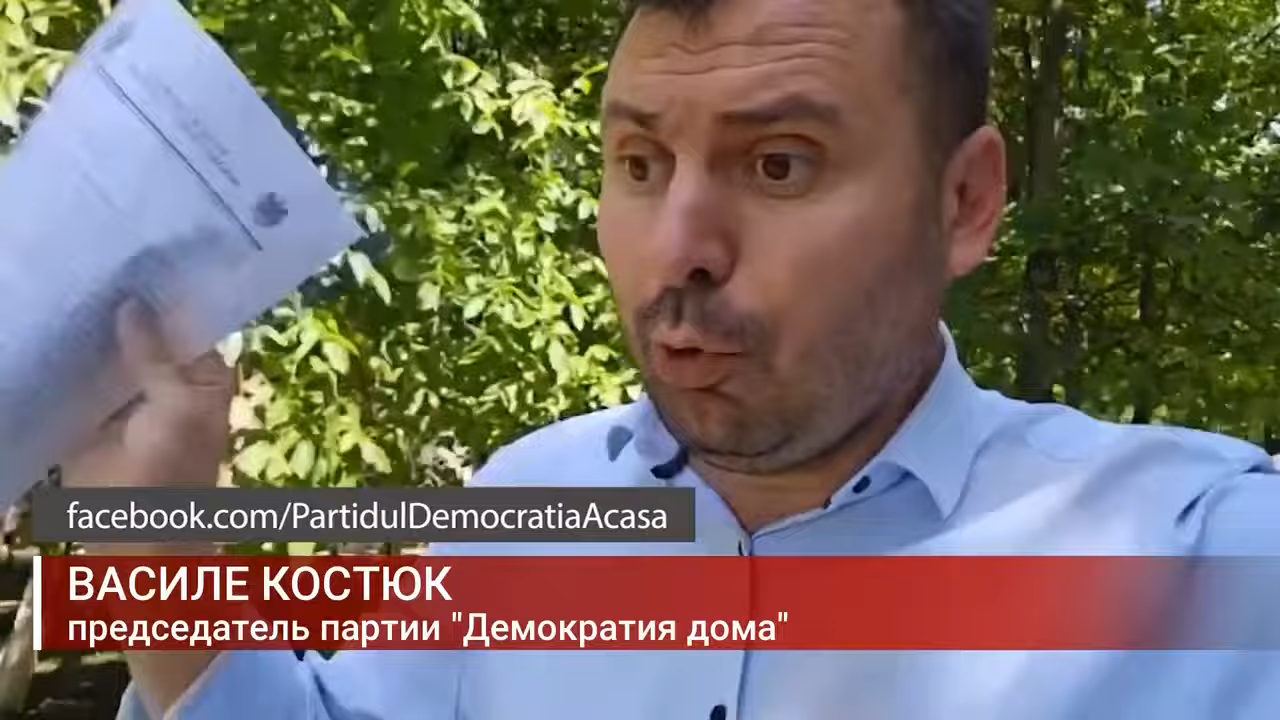 facebook.com/PartidulDemocratiaAcasa
ВАСИЛЕ КОСТЮК
председатель партии "Демократия дома"